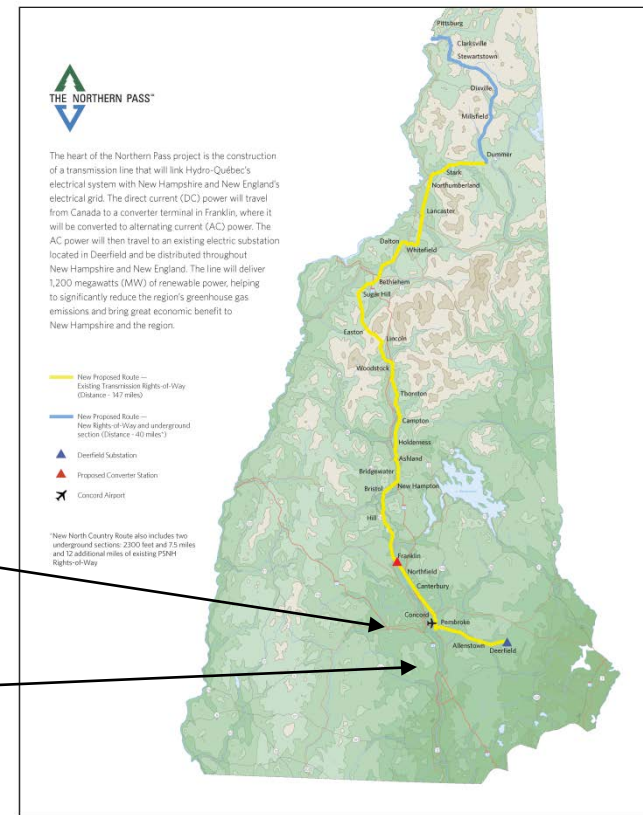 THE NORTHERN PASS™
The heart of the Northern Pass project is the construction
of a transmission line that will link Hydro-Québec's
electrical system with New Hampshire and New England's
electrical grid. The direct current (DC) power will travel
from Canada to a converter terminal in Franklin, where it
will be converted to alternating current (AC) power. The
AC power will then travel to an existing electric substation
located in Deerfield and be distributed throughout
New Hampshire and New England. The line will deliver
1,200 megawatts (MW) of renewable power, helping
to significantly reduce the region's greenhouse gas
emissions and bring great economic benefit to
New Hampshire and the region.
New Proposed Route —
Existing Transmission Rights-of-Way
(Distance - 147 miles)
New Proposed Route —
New Rights-of-Way and underground
section (Distance - 40 miles*)
Deerfield Substation
Proposed Converter Station
Concord Airport
*New North Country Route also includes two
underground sections: 2300 feet and 7.5 miles
and 12 additional miles of existing PSNH
Rights-of-Way
Pittsburg
Clarksville
Stewartstown
Dixville
Millsfield
Dummer
Stark
Northumberland
Lancaster
Dalton
Whitefield
Bethlehem
Sugar Hill
Easton
Lincoln
Woodstock
Thornton
Campton
Holderness
Ashland
Bridgewater
Bristol
New Hampton
Hill
Franklin
Northfield
Canterbury
Concord
Pembroke
Allenstown
Deerfield